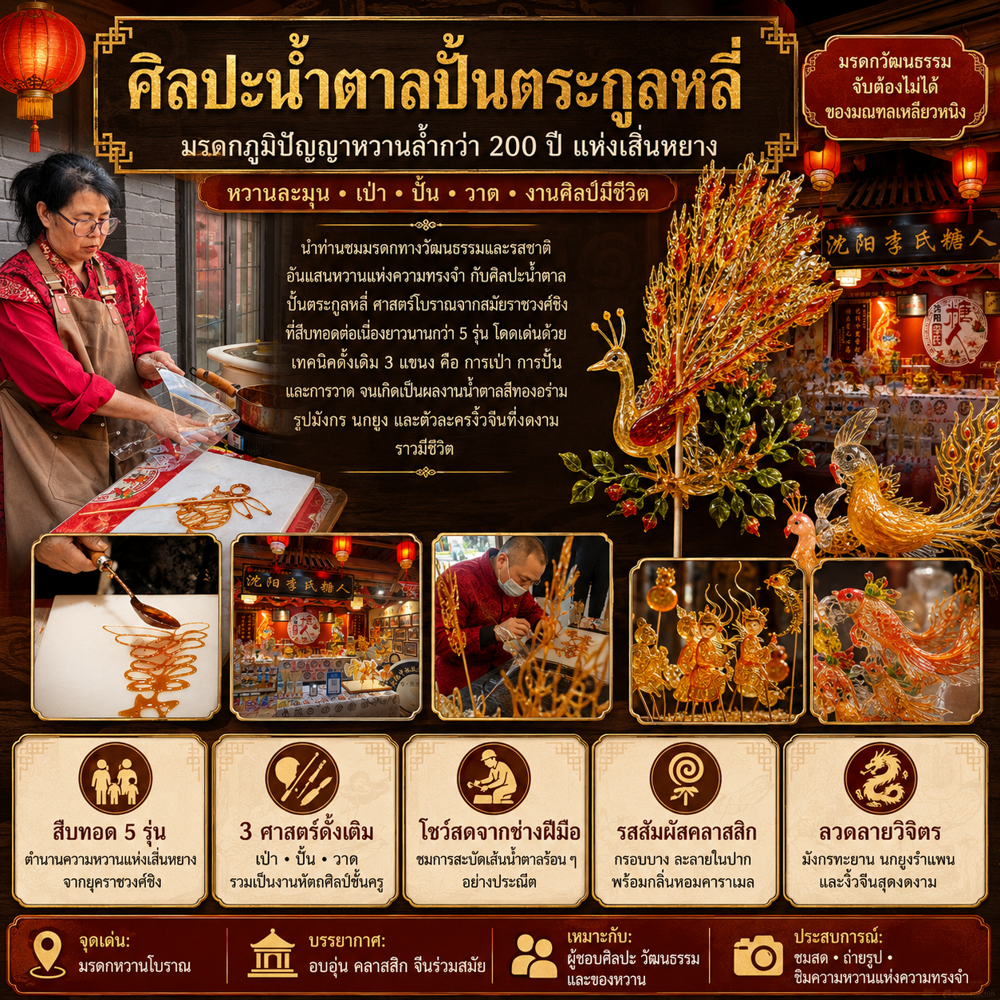 ศิลปะน้ำตาลปั้นตระกูลหลี่
มรดกภูมิปัญญาหวานล้ำกว่า 200 ปี แห่งเสิ่นหยาง
มรดกวัฒนธรรม
จับต้องไม่ได้
ของมณฑลเหลียวหนิง
หวานละมุน • เป่า • ปั้น • วาด • งานศิลป์มีชีวิต
นำท่านชมมรดกทางวัฒนธรรมและรสชาติ
อันแสนหวานแห่งความทรงจำ กับศิลปะน้ำตาล
ปั้นตระกูลหลี่ ศาสตร์โบราณจากสมัยราชวงศ์ชิง
ที่สืบทอดต่อเนื่องยาวนานกว่า 5 รุ่น โดดเด่นด้วย
เทคนิคดั้งเดิม 3 แขนง คือ การเป่า การปั้น
และการวาด จนเกิดเป็นผลงานน้ำตาลสีทองอร่าม
รูปมังกร นกยูง และตัวละครงิ้วจีนที่งดงาม
ราวมีชีวิต
沈阳李氏糖人
糖人
沈阳李氏糖人
สืบทอด 5 รุ่น
ตำนานความหวานแห่งเสิ่นหยาง
จากยุคราชวงศ์ชิง
3 ศาสตร์ดั้งเดิม
เป่า • ปั้น • วาด
รวมเป็นงานหัตถศิลป์ชั้นครู
โชว์สดจากช่างฝีมือ
ชมการสะบัดเส้นน้ำตาลร้อน ๆ
อย่างประณีต
รสสัมผัสคลาสสิก
กรอบบาง ละลายในปาก
พร้อมกลิ่นหอมคาราเมล
ลวดลายวิจิตร
มังกรทะยาน นกยูงรำแพน
และงิ้วจีนสุดงดงาม
จุดเด่น:
มรดกหวานโบราณ
บรรยากาศ:
อบอุ่น คลาสสิก จีนร่วมสมัย
เหมาะกับ:
ผู้ชอบศิลปะ วัฒนธรรม
และของหวาน
ประสบการณ์:
ชมสด • ถ่ายรูป •
ชิมความหวานแห่งความทรงจำ